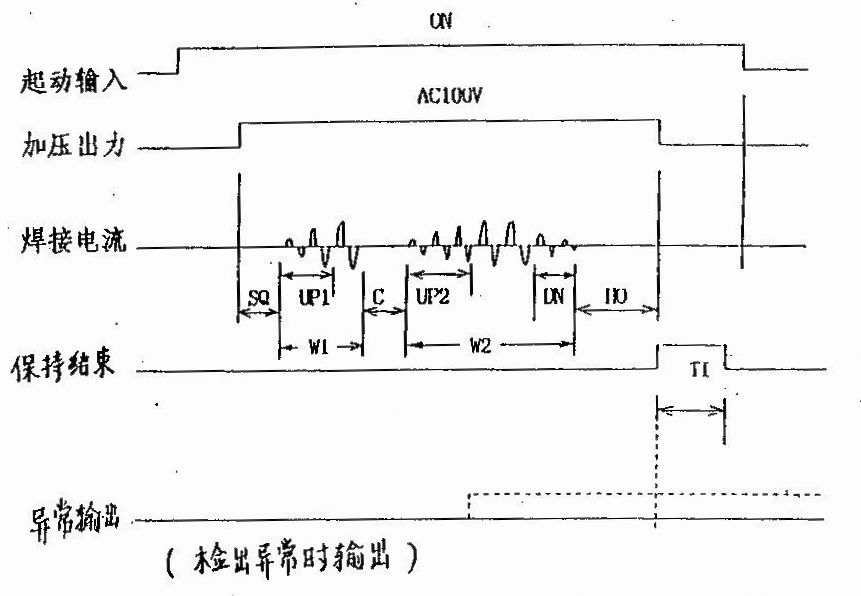 ON
起动输入
AC100V
加压出力
焊接电流
SQ UP1 C UP2 DN HO
W1 W2
保持结束 TI
异常输出
(检出异常时输出)